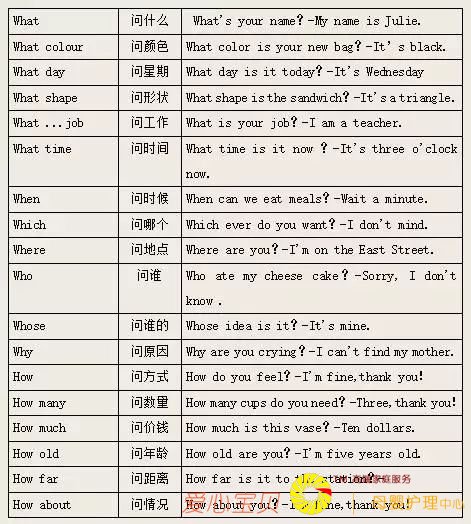 What 问什么 What's your name? -My name is Julie.
What colour 问颜色 What color is your new bag? -It's black.
What day 问星期 What day is it today? -It's Wednesday
What shape 问形状 What shape is the sandwich? -It's a triangle.
What ...job 问工作 What is your job? -I am a teacher.
What time 问时间 What time is it now ? -It's three o'clock
now.
When 问时候 When can we eat meals? -Wait a minute.
Which 问哪个 Which ever do you want? -I don't mind.
Where 问地点 Where are you? -I'm on the East Street.
Who 问谁 Who ate my cheese cake? -Sorry, I don't
know .
Whose 问谁的 Whose idea is it? -It's mine.
Why 问原因 Why are you crying? -I can't find my mother.
How 问方式 How do you feel? -I'm fine,thank you!
How many 问数量 How many cups do you need? -Three,thank you!
How much 问价钱 How much is this vase? -Ten dollars.
How old 问年龄 How old are you? -I'm five years old.
How far 问距离 How far is it to the station?
家庭服务
How about 问情况 How about you? -I'm fine,thank you!
爱心宝贝 母婴护理中心